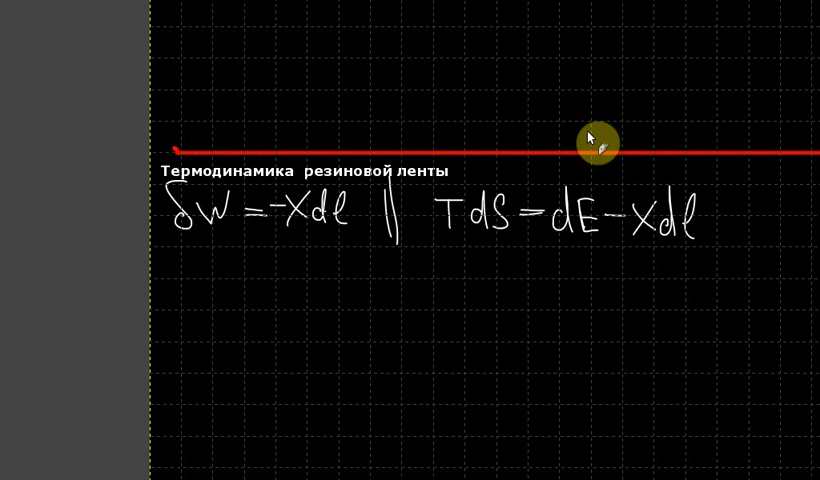 Термодинамика резиновой ленты
δW = -Xdℓ || TdS = dE - Xdℓ